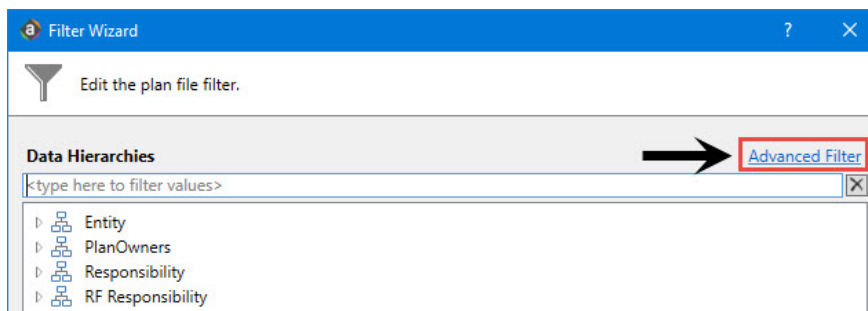 Filter Wizard
Edit the plan file filter.
Data Hierarchies Advanced Filter
<type here to filter values>
Entity
PlanOwners
Responsibility
RF Responsibility